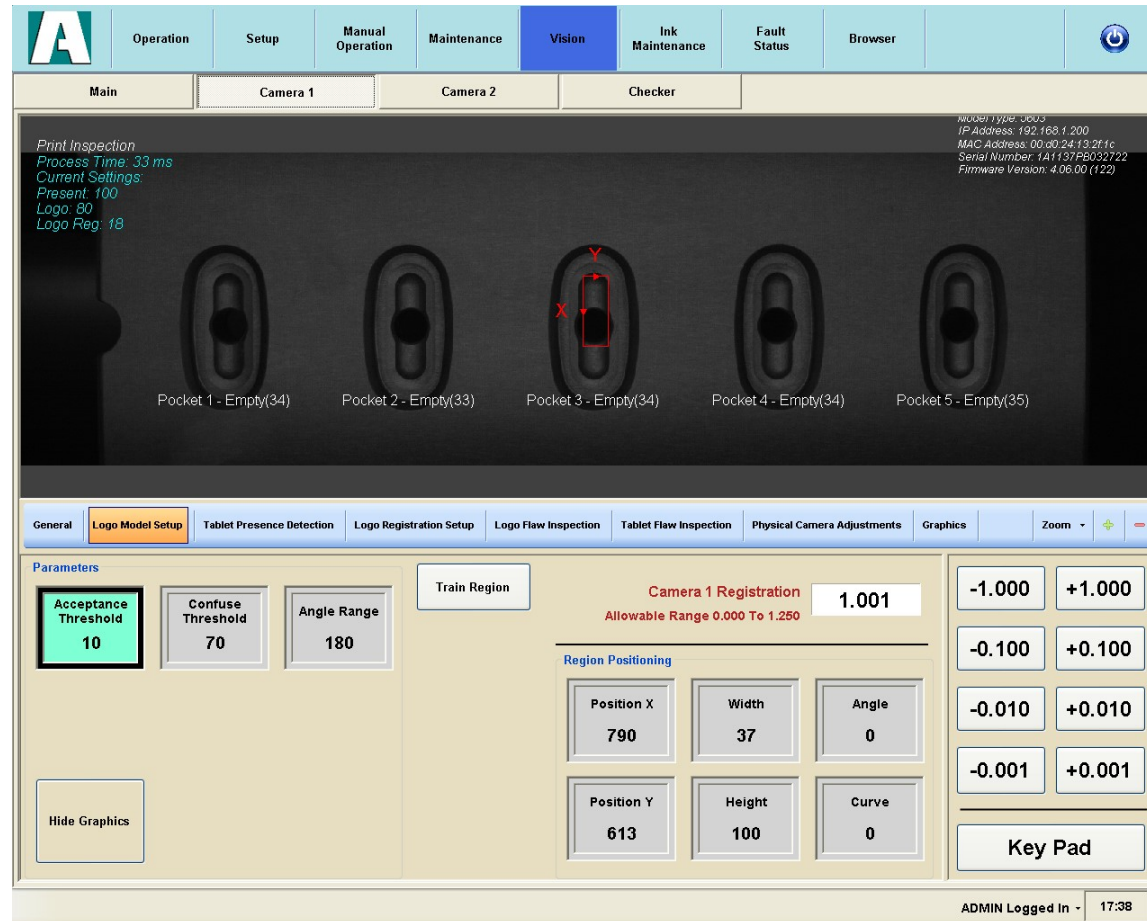 A
Operation
Setup
Manual
Operation
Maintenance
Vision
Ink
Maintenance
Fault
Status
Browser
Main
Camera 1
Camera 2
Checker
Print Inspection
Process Time: 33 ms
Current Settings:
Present: 100
Logo: 80
Logo Reg: 18
Model Type: 5603
IP Address: 192.168.1.200
MAC Address: 00:d0:24:13:2f:1c
Serial Number: 1A1137PB032722
Firmware Version: 4.06.00 (122)
Y
X
Pocket 1 - Empty(34)
Pocket 2 - Empty(33)
Pocket 3 - Empty(34)
Pocket 4 - Empty(34)
Pocket 5 - Empty(35)
General
Logo Model Setup
Tablet Presence Detection
Logo Registration Setup
Logo Flaw Inspection
Tablet Flaw Inspection
Physical Camera Adjustments
Graphics
Zoom
Parameters
Acceptance
Threshold
10
Confuse
Threshold
70
Angle Range
180
Train Region
Camera 1 Registration
Allowable Range 0.000 To 1.250
1.001
Region Positioning
Position X
790
Width
37
Angle
0
Position Y
613
Height
100
Curve
0
Hide Graphics
-1.000
+1.000
-0.100
+0.100
-0.010
+0.010
-0.001
+0.001
Key Pad
ADMIN Logged In -
17:38